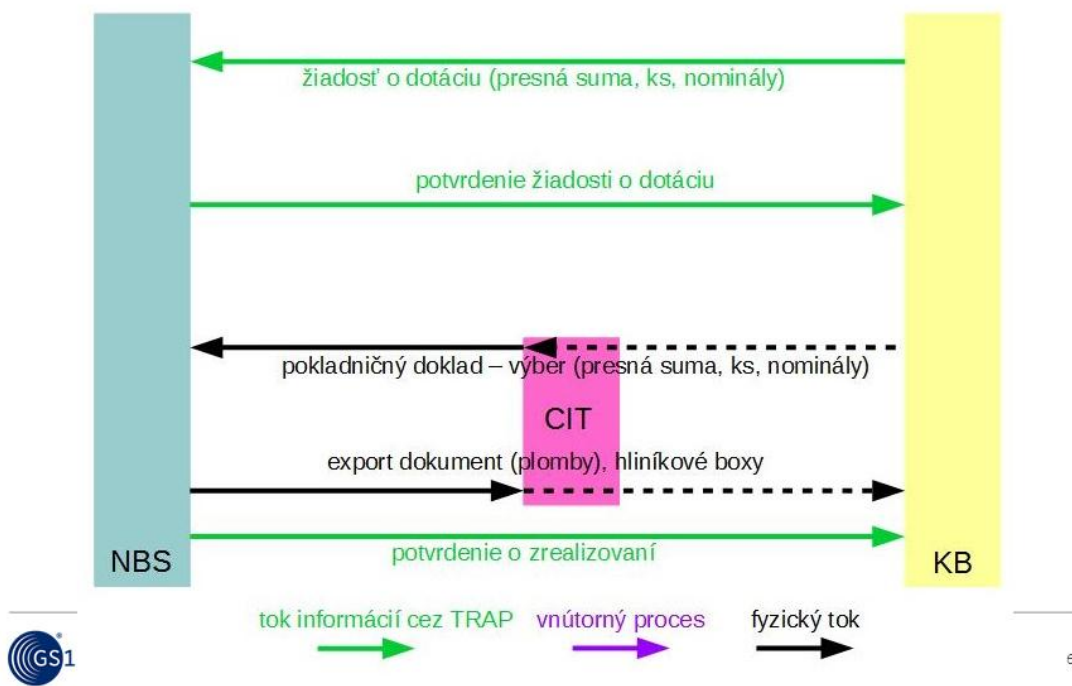 žiadosť o dotáciu (presná suma, ks, nominály)
potvrdenie žiadosti o dotáciu
pokladničný doklad – výber (presná suma, ks, nominály)
CIT
export dokument (plomby), hliníkové boxy
potvrdenie o zrealizovaní
NBS
KB
tok informácií cez TRAP
vnútorný proces
fyzický tok
GS1